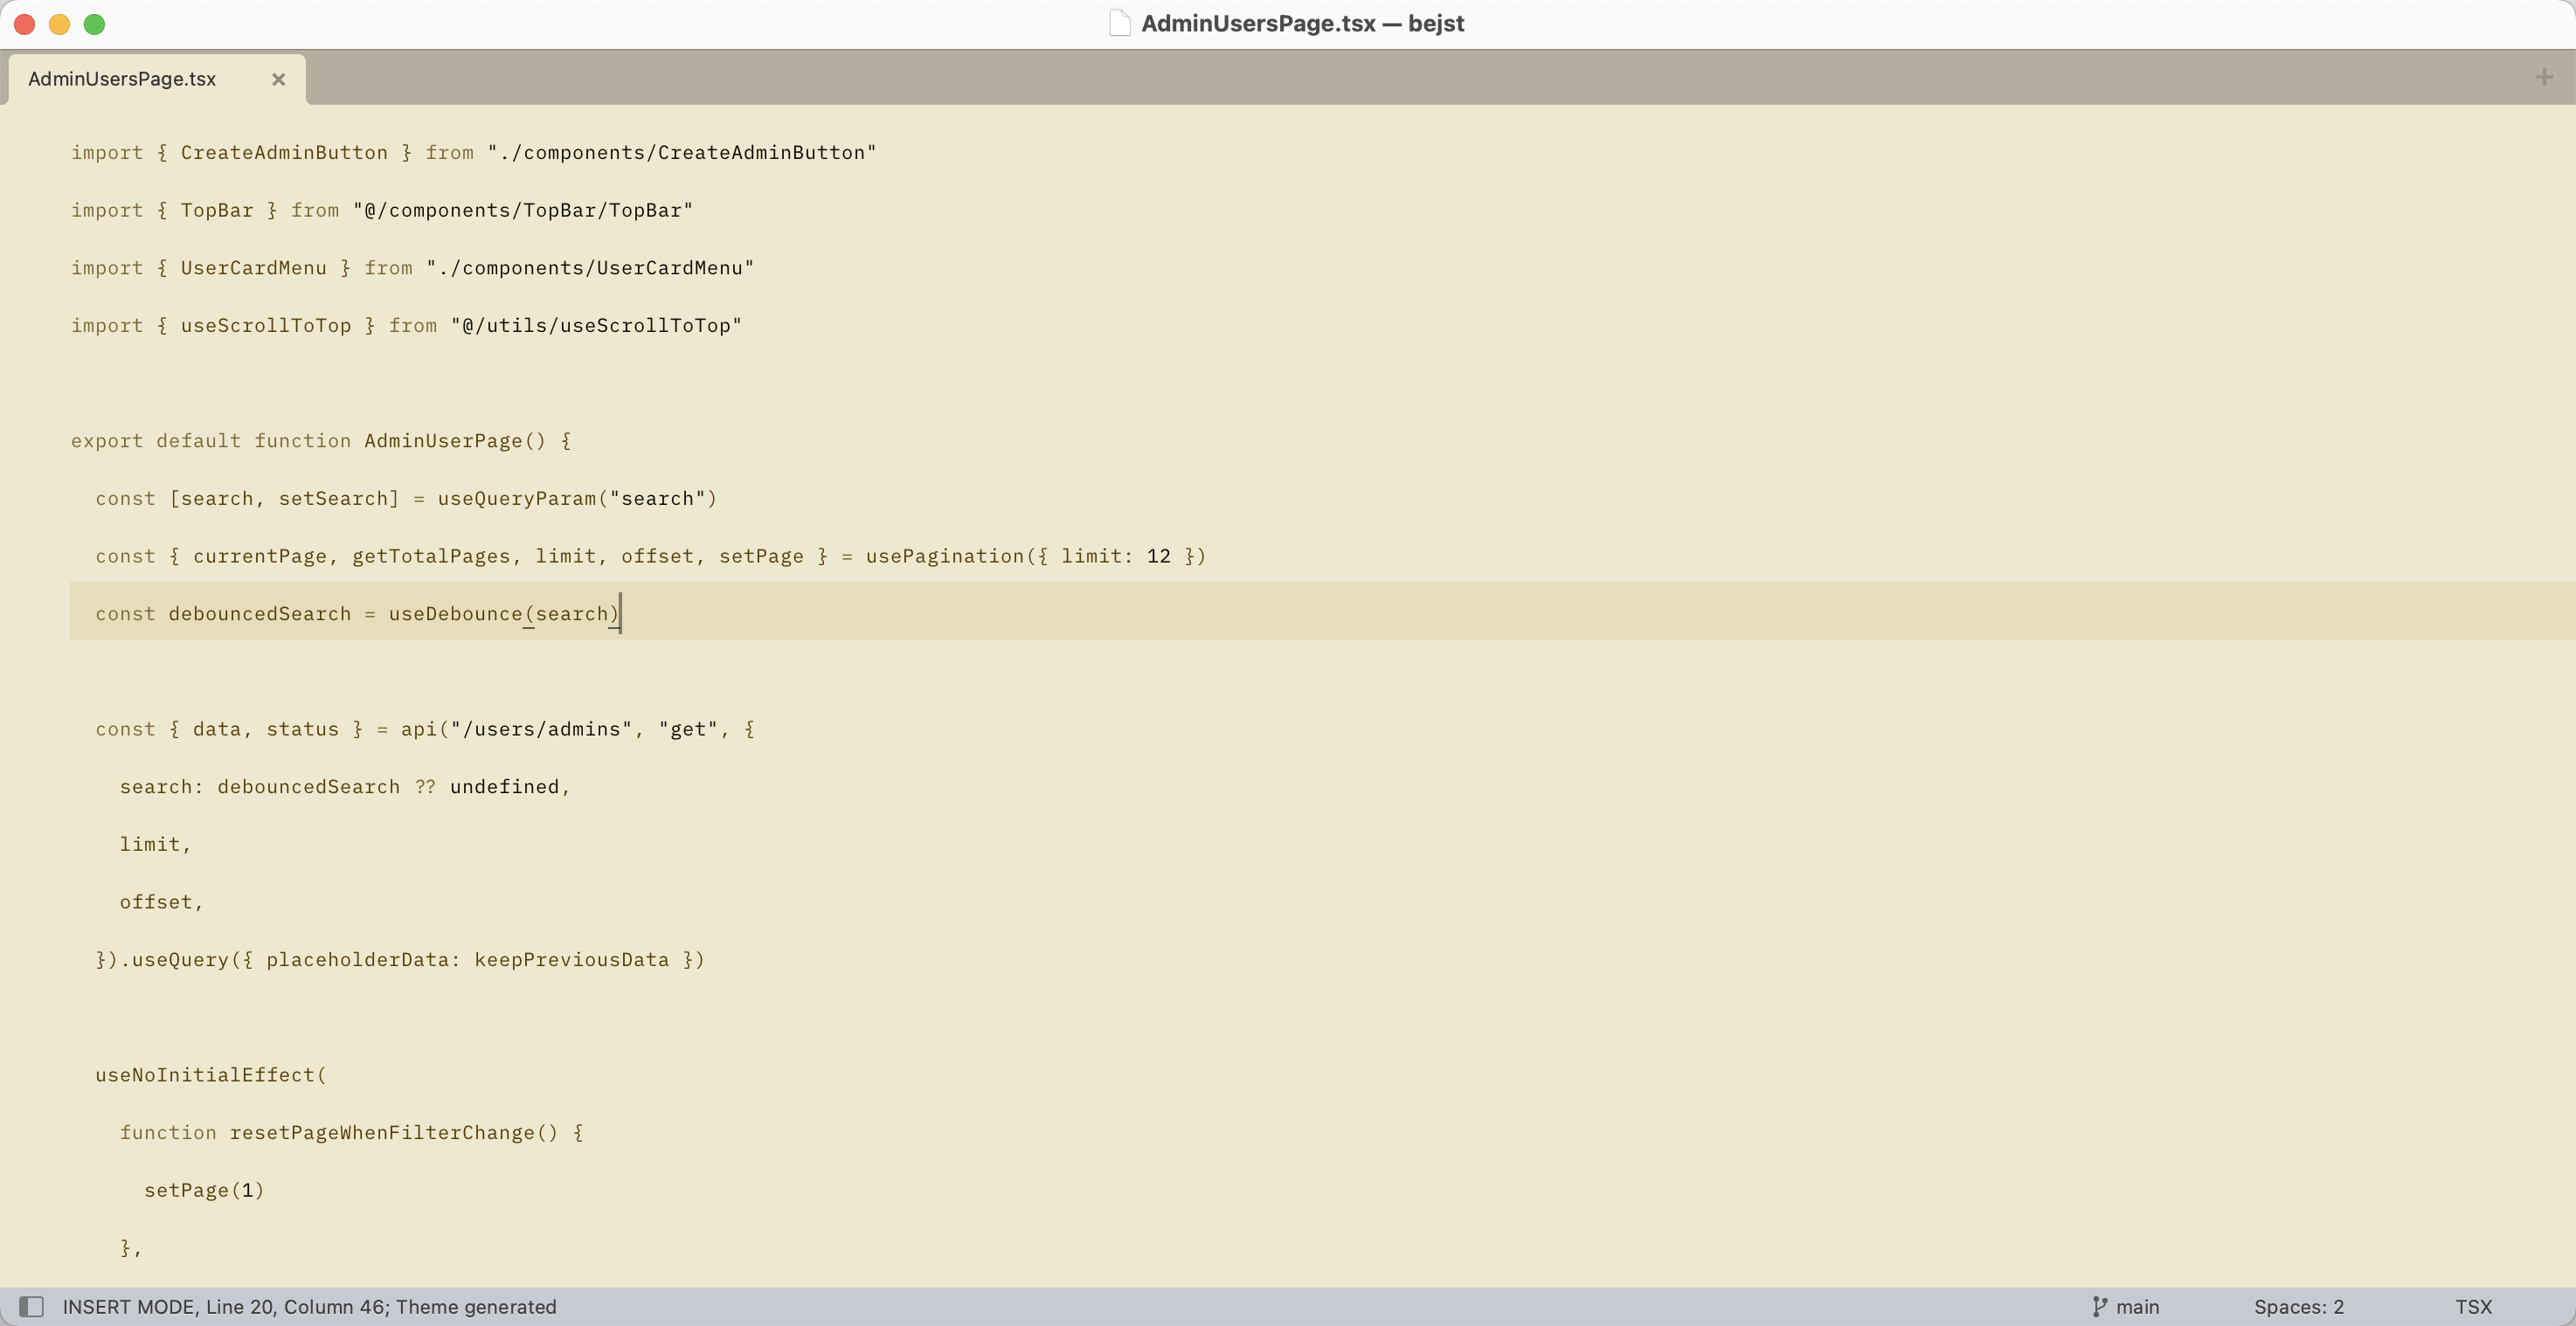 AdminUsersPage.tsx — bejst
AdminUsersPage.tsx
import { CreateAdminButton } from "./components/CreateAdminButton"
import { TopBar } from "@/components/TopBar/TopBar"
import { UserCardMenu } from "./components/UserCardMenu"
import { useScrollToTop } from "@/utils/useScrollToTop"
export default function AdminUserPage() {
  const [search, setSearch] = useQueryParam("search")
  const { currentPage, getTotalPages, limit, offset, setPage } = usePagination({ limit: 12 })
  const debouncedSearch = useDebounce(search)
  const { data, status } = api("/users/admins", "get", {
    search: debouncedSearch ?? undefined,
    limit,
    offset,
  }).useQuery({ placeholderData: keepPreviousData })
  useNoInitialEffect(
    function resetPageWhenFilterChange() {
      setPage(1)
    },
INSERT MODE, Line 20, Column 46; Theme generated main Spaces: 2 TSX